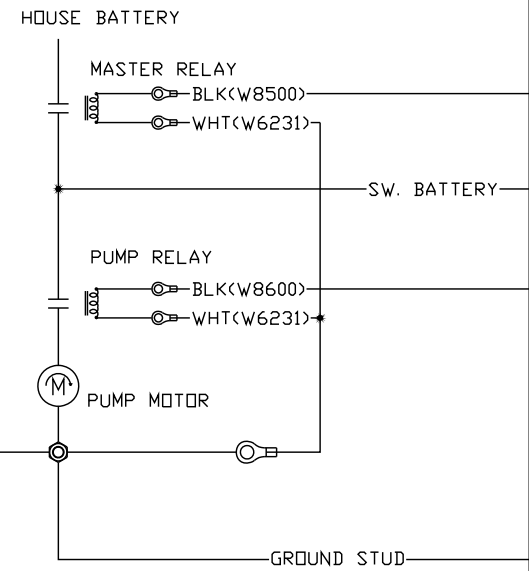 HOUSE BATTERY
MASTER RELAY
BLK(W8500)
WHT(W6231)
SW. BATTERY
PUMP RELAY
BLK(W8600)
WHT(W6231)
M
PUMP MOTOR
GROUND STUD